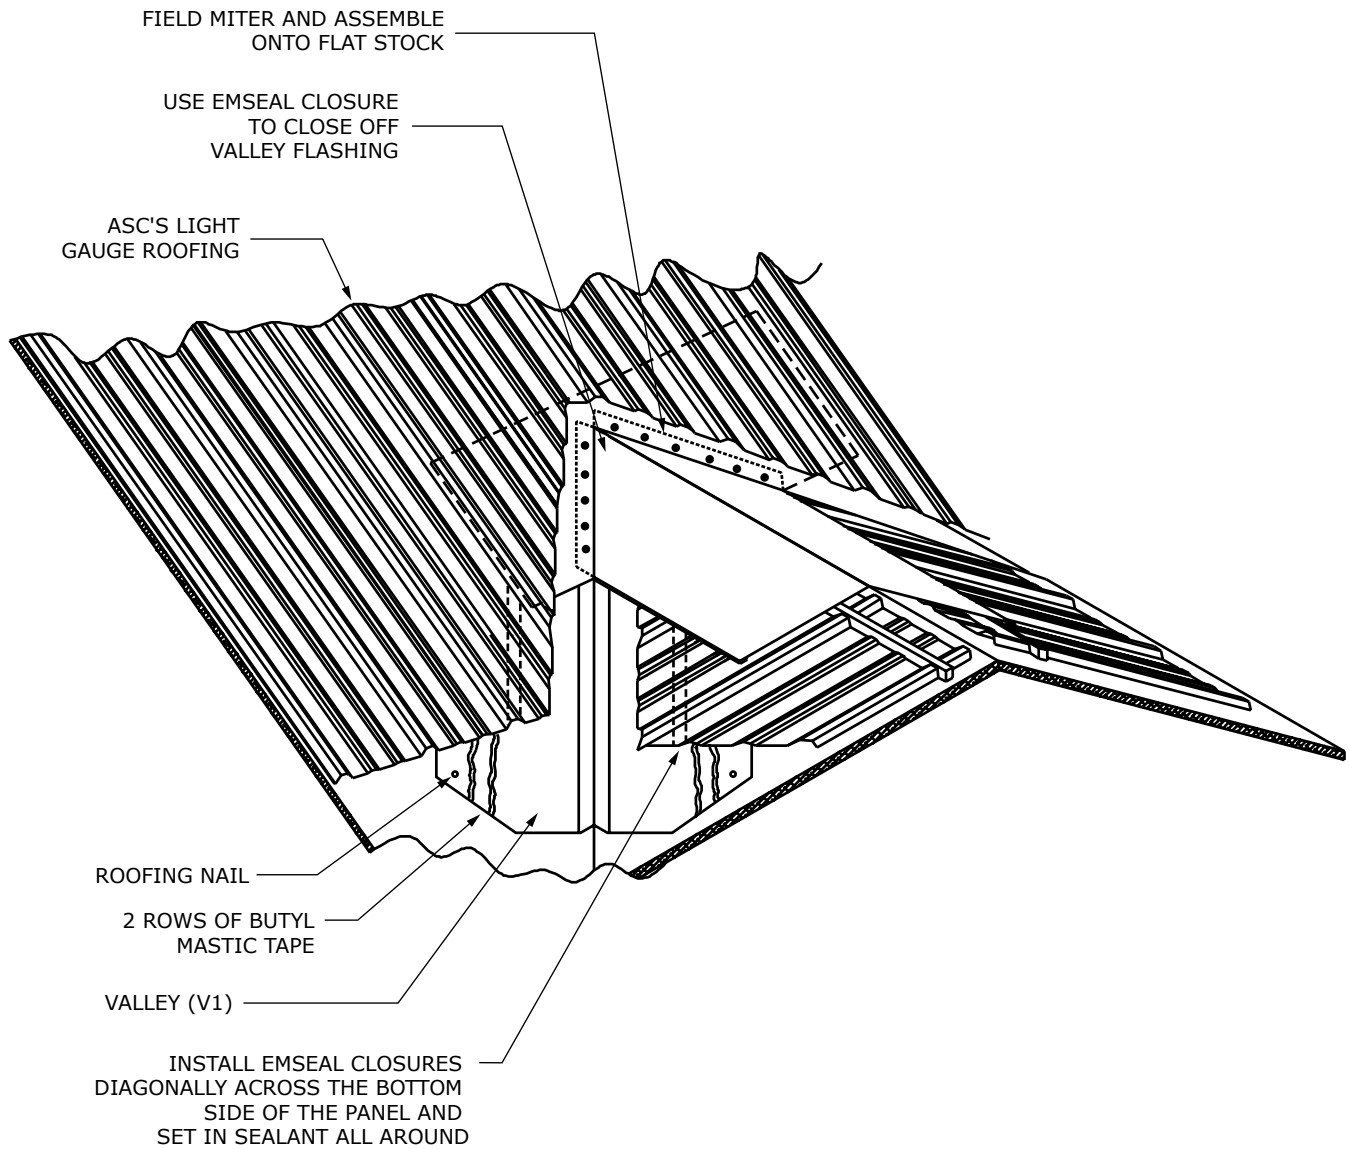 FIELD MITER AND ASSEMBLE
ONTO FLAT STOCK
USE EMSEAL CLOSURE
TO CLOSE OFF
VALLEY FLASHING
ASC'S LIGHT
GAUGE ROOFING
ROOFING NAIL
2 ROWS OF BUTYL
MASTIC TAPE
VALLEY (V1)
INSTALL EMSEAL CLOSURES
DIAGONALLY ACROSS THE BOTTOM
SIDE OF THE PANEL AND
SET IN SEALANT ALL AROUND